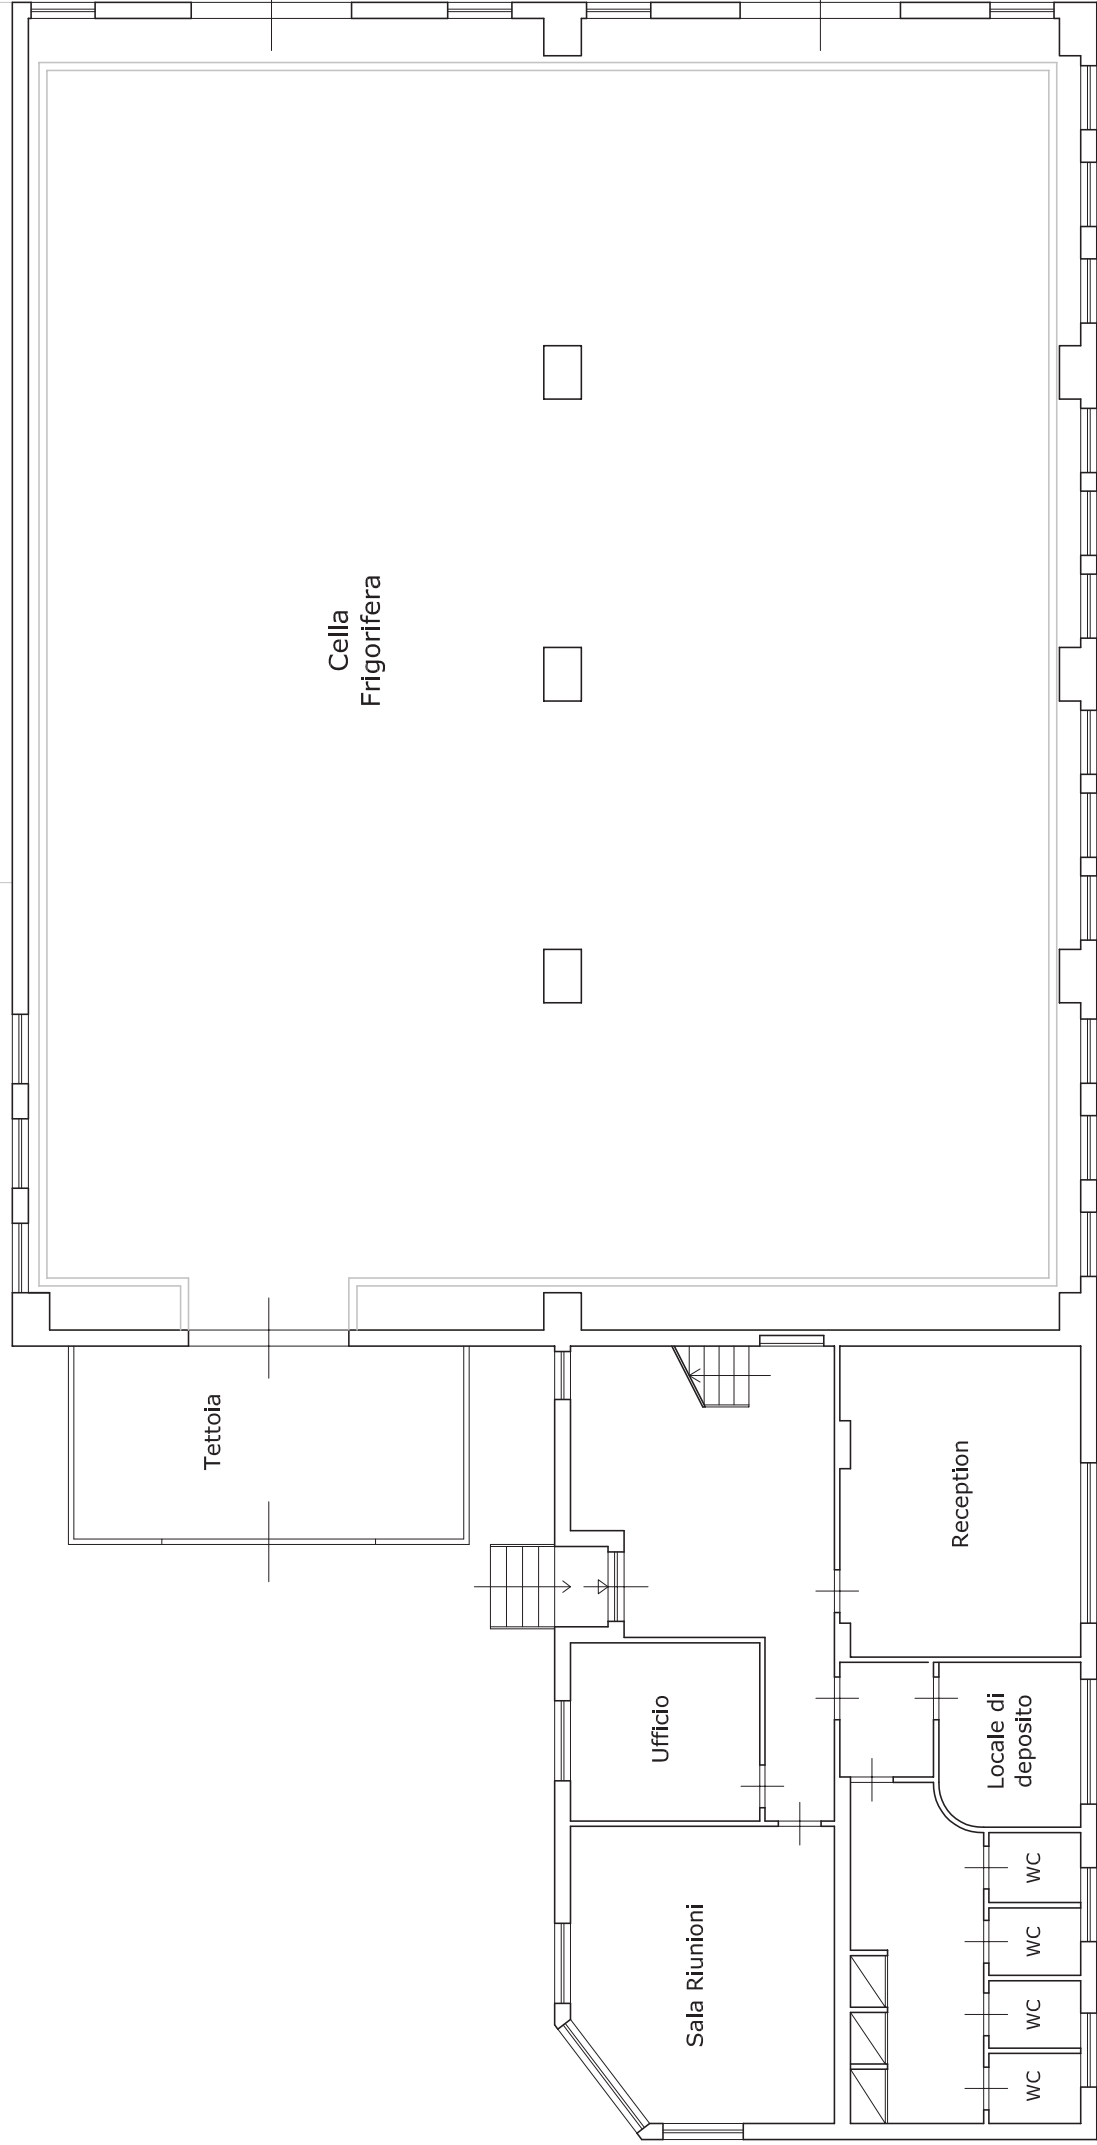 Cella
Frigorifera
Tettoia
Reception
Ufficio
Locale di
deposito
Sala Riunioni
WC
WC
WC
WC